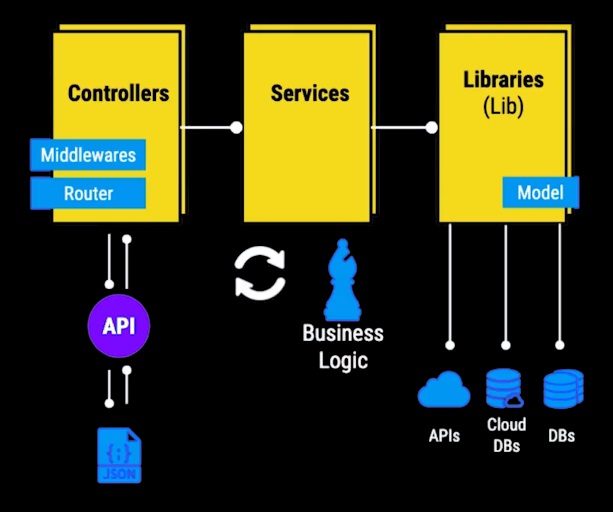 Controllers
Middlewares
Router
Services
Libraries
(Lib)
Model
API
{;}
JSON
Business
Logic
APIs
Cloud
DBs
DBs